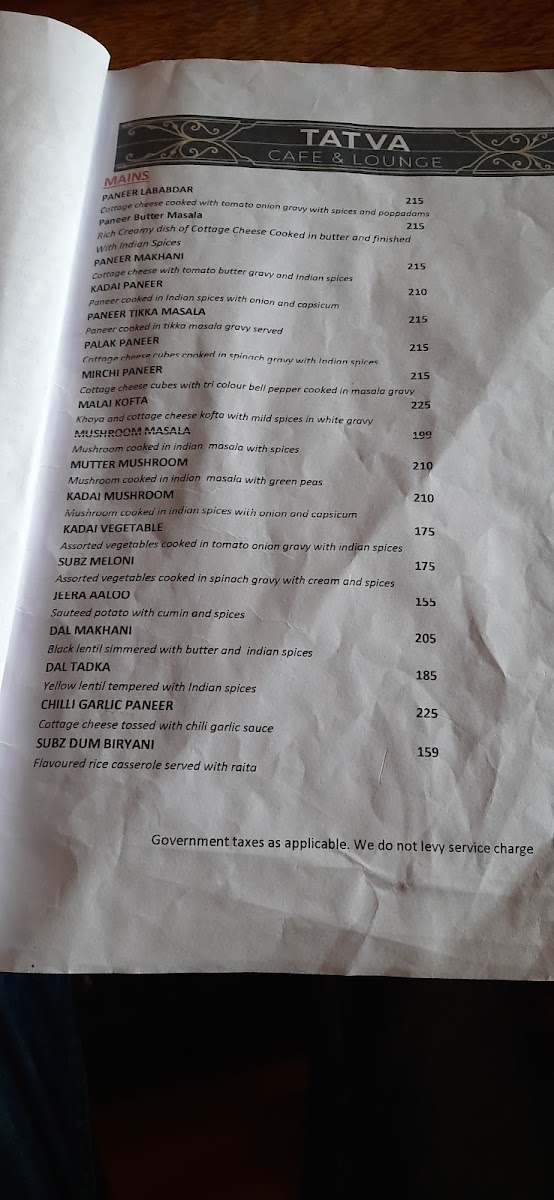 TATVA
CAFE & LOUNGE
MAINS
PANEER LABABDAR 215
Cottage cheese cooked with tomato onion gravy with spices and poppadams
Paneer Butter Masala 215
Rich Creamy dish of Cottage Cheese Cooked in butter and finished
With Indian Spices
PANEER MAKHANI 215
Cottage cheese with tomato butter gravy and Indian spices
KADAI PANEER 210
Paneer cooked in Indian spices with onion and capsicum
PANEER TIKKA MASALA 215
Paneer cooked in tikka masala gravy served
PALAK PANEER 215
Cottage cheese cubes cooked in spinach gravy with Indian spices
MIRCHI PANEER 215
Cottage cheese cubes with tri colour bell pepper cooked in masala gravy
MALAI KOFTA 225
Khoya and cottage cheese kofta with mild spices in white gravy
MUSHROOM MASALA 199
Mushroom cooked in indian masala with spices
MUTTER MUSHROOM 210
Mushroom cooked in indian masala with green peas
KADAI MUSHROOM 210
Mushroom cooked in indian spices with onion and capsicum
KADAI VEGETABLE 175
Assorted vegetables cooked in tomato onion gravy with indian spices
SUBZ MELONI 175
Assorted vegetables cooked in spinach gravy with cream and spices
JEERA AALOO 155
Sauteed potato with cumin and spices
DAL MAKHANI 205
Black lentil simmered with butter and indian spices
DAL TADKA 185
Yellow lentil tempered with Indian spices
CHILLI GARLIC PANEER 225
Cottage cheese tossed with chili garlic sauce
SUBZ DUM BIRYANI 159
Flavoured rice casserole served with raita
Government taxes as applicable. We do not levy service charge